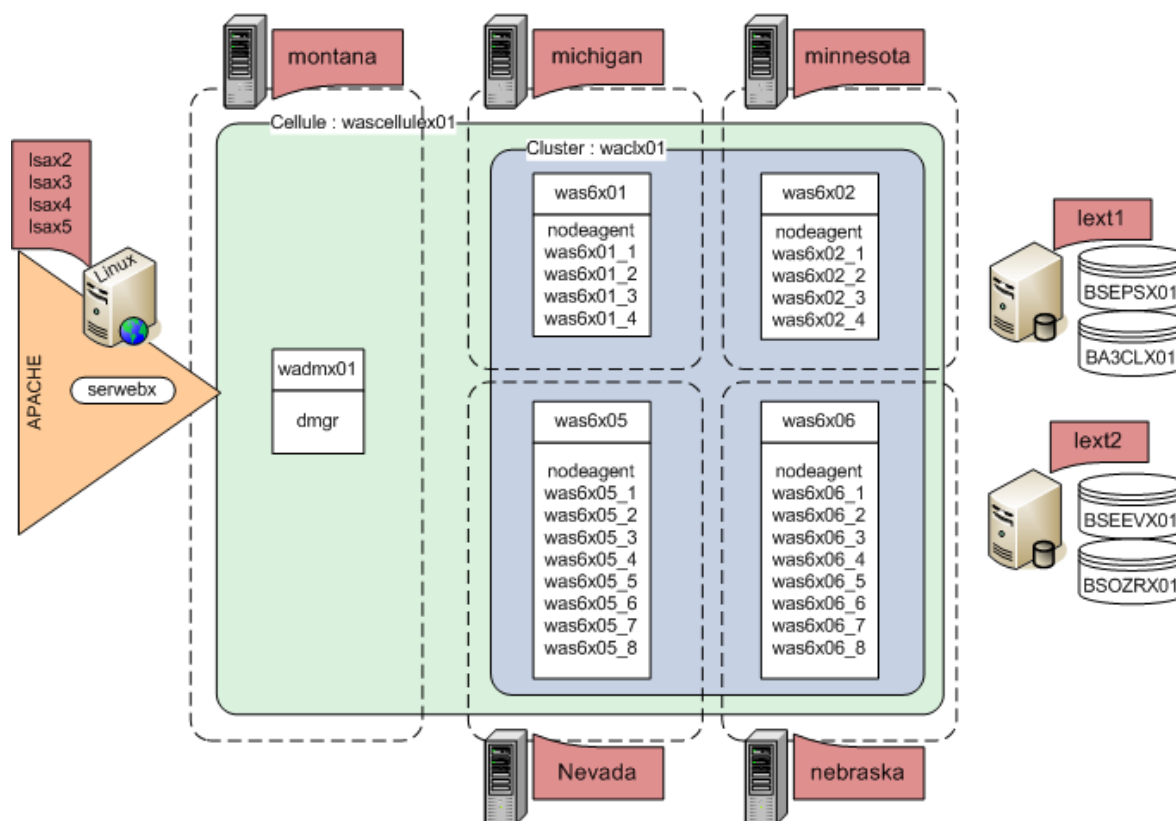 montana
michigan
minnesota
Cellule : wascellulex01
Cluster : waclx01
lsax2
lsax3
lsax4
lsax5
Linux
APACHE
serwebx
wadmx01
dmgr
was6x01
nodeagent
was6x01_1
was6x01_2
was6x01_3
was6x01_4
was6x02
nodeagent
was6x02_1
was6x02_2
was6x02_3
was6x02_4
was6x05
nodeagent
was6x05_1
was6x05_2
was6x05_3
was6x05_4
was6x05_5
was6x05_6
was6x05_7
was6x05_8
was6x06
nodeagent
was6x06_1
was6x06_2
was6x06_3
was6x06_4
was6x06_5
was6x06_6
was6x06_7
was6x06_8
lext1
BSEPSX01
BA3CLX01
lext2
BSEEVX01
BSOZRX01
Nevada
nebraska